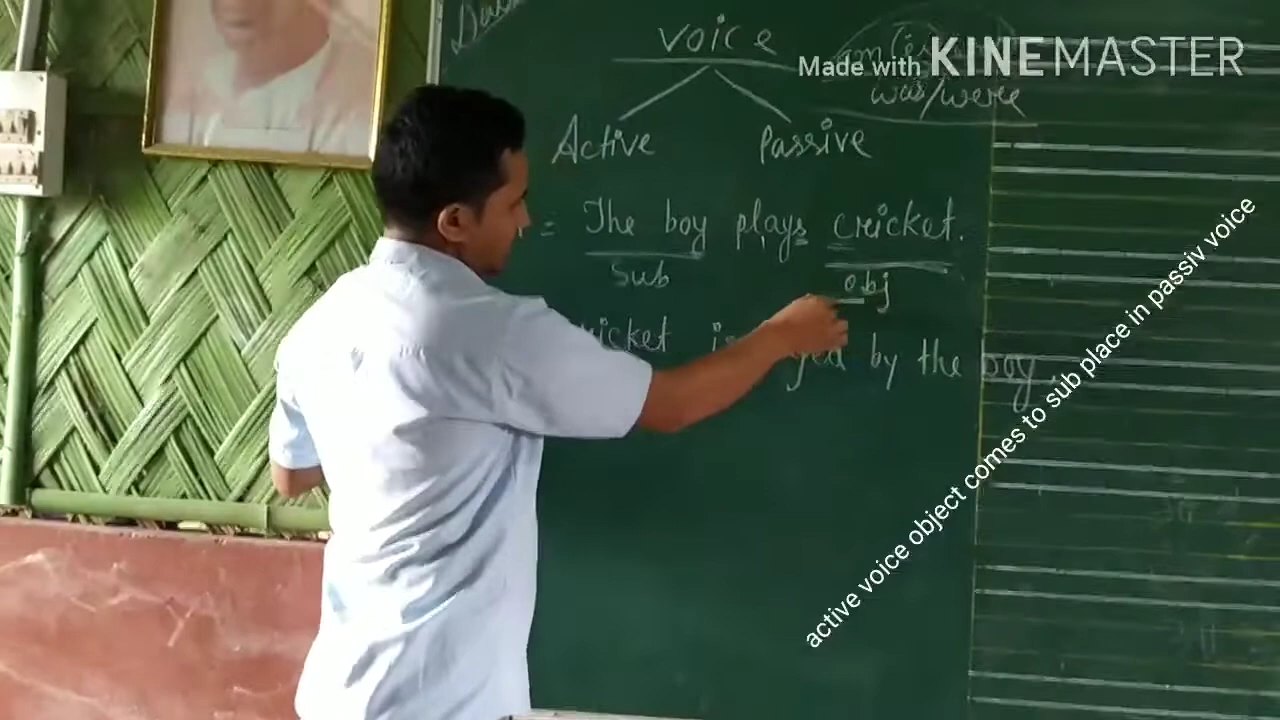 voice
Made with KINEMASTER
was/were
Active Passive
= The boy plays cricket.
Sub obj
by the boy.
active voice object comes to sub place in passiv voice